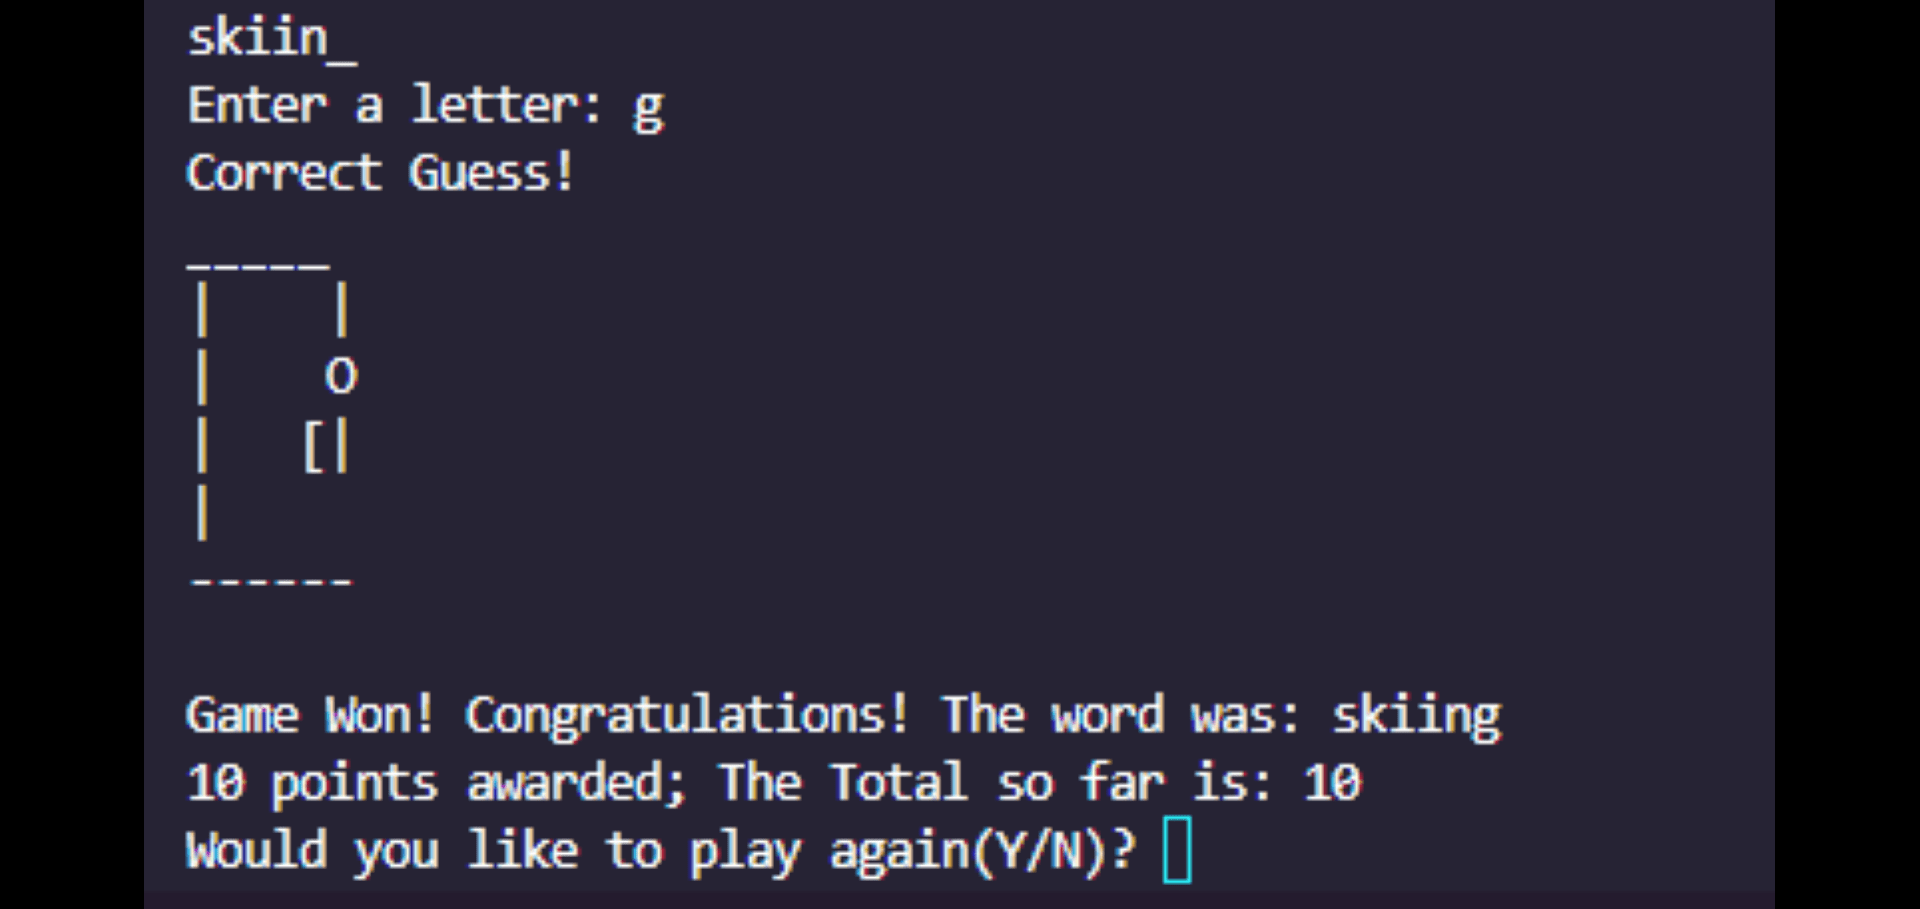 skiin_
Enter a letter: g
Correct Guess!
_____
|    |
|    O
|   [|
|
------
Game Won! Congratulations! The word was: skiing
10 points awarded; The Total so far is: 10
Would you like to play again(Y/N)?